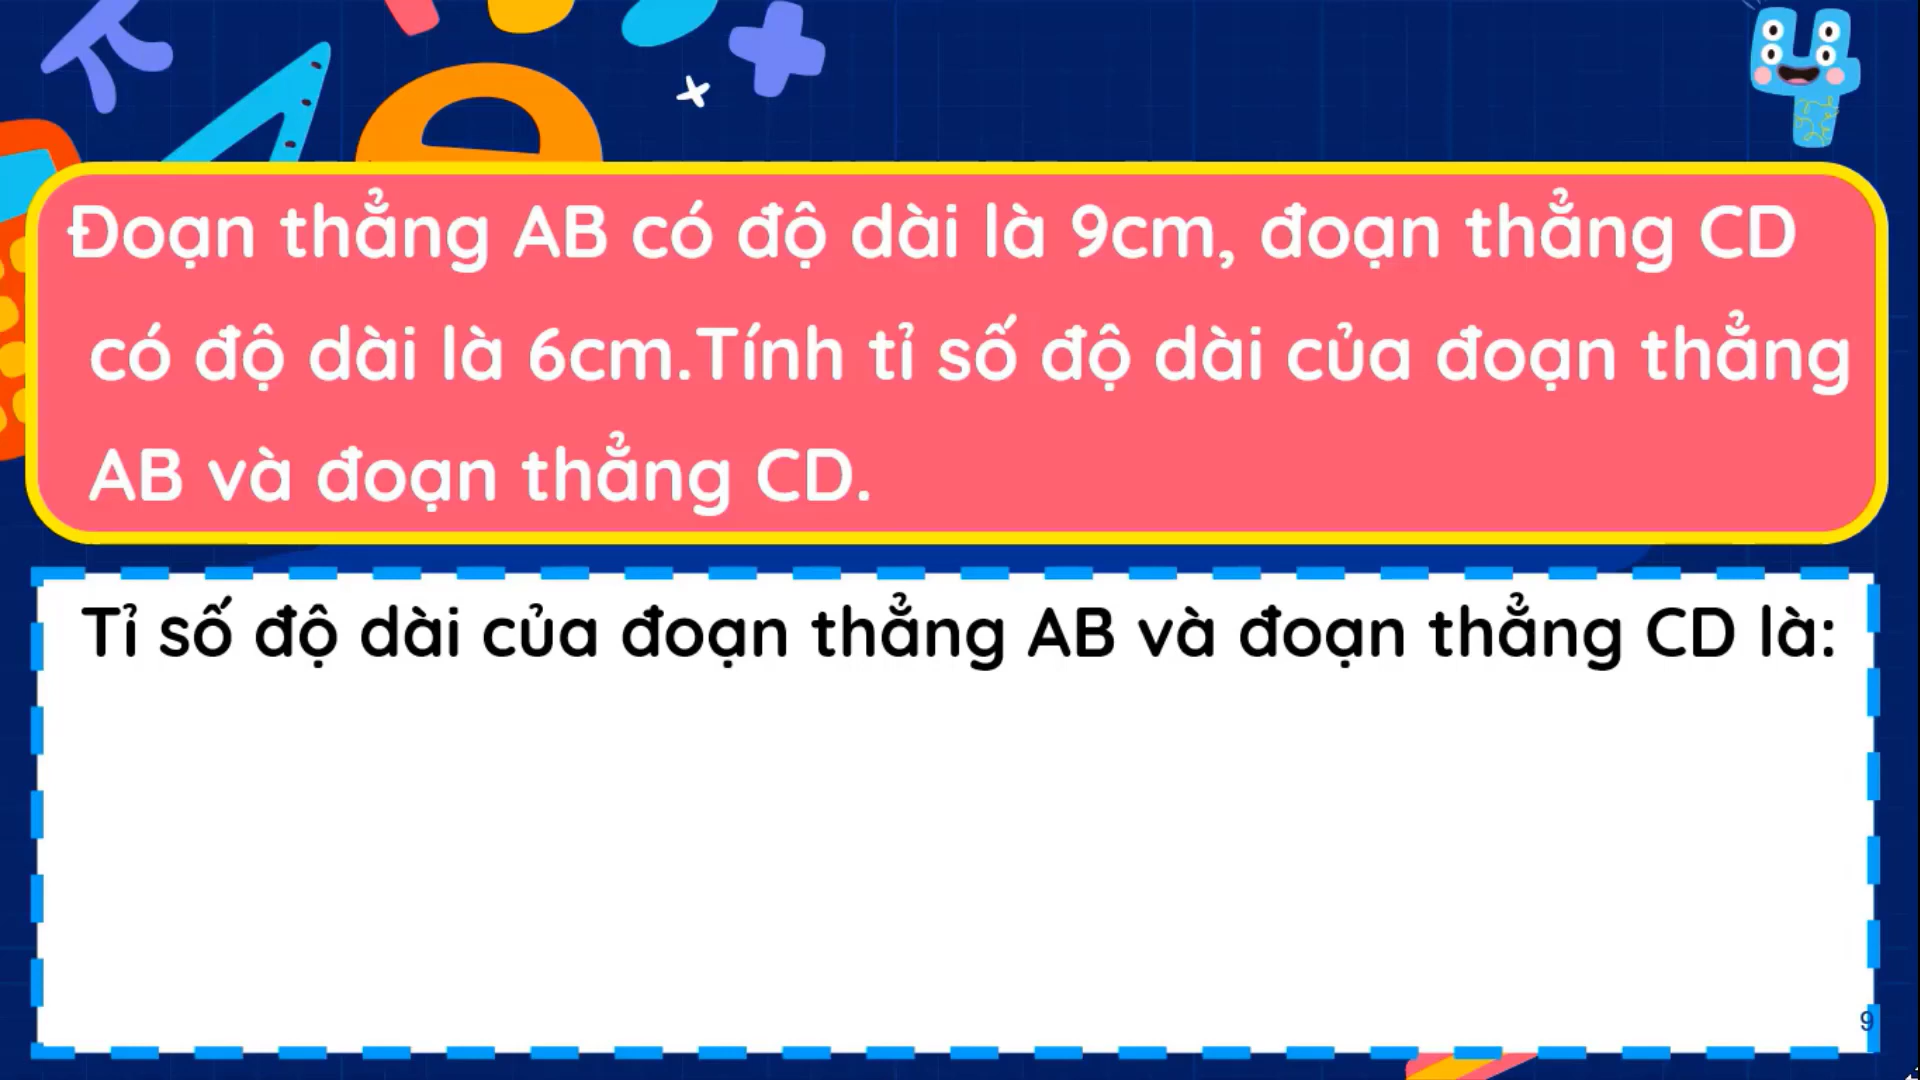 Đoạn thẳng AB có độ dài là 9cm, đoạn thẳng CD
có độ dài là 6cm.Tính tỉ số độ dài của đoạn thẳng
AB và đoạn thẳng CD.
Tỉ số độ dài của đoạn thẳng AB và đoạn thẳng CD là:
9